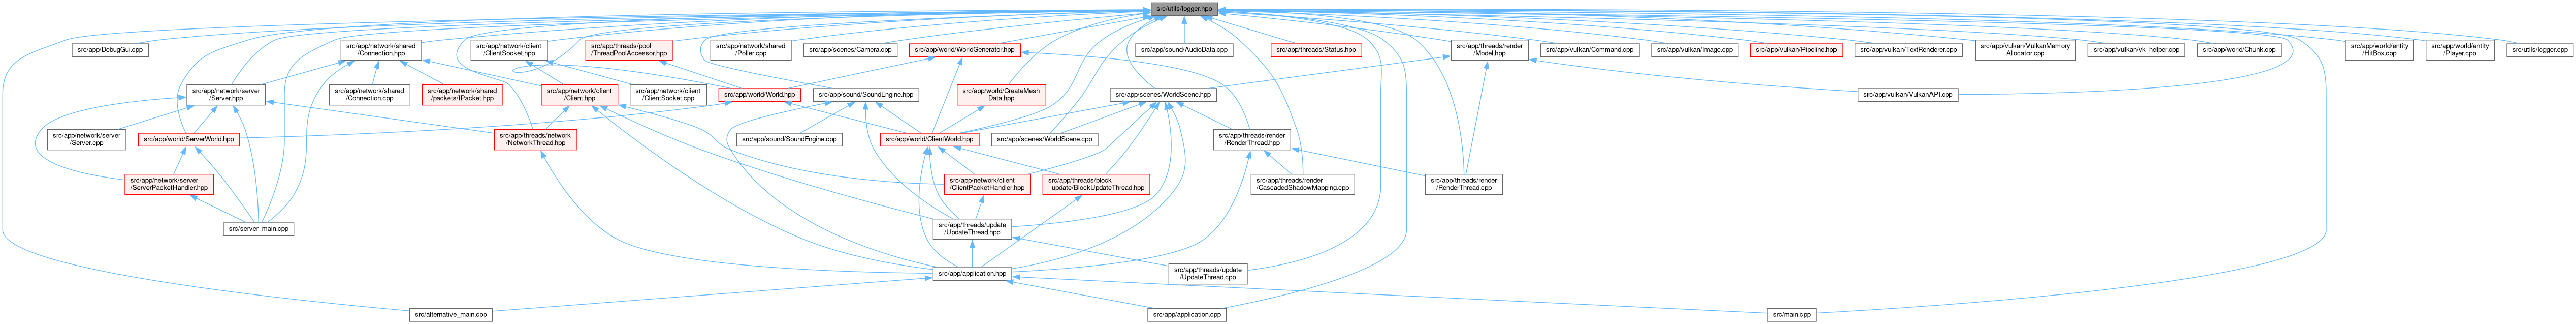 src/utils/logger.hpp
src/app/DebugGui.cpp
src/app/network/shared
/Connection.hpp
src/app/network/client
/ClientSocket.hpp
src/app/threads/pool
/ThreadPoolAccessor.hpp
src/app/network/shared
/Poller.cpp
src/app/scenes/Camera.cpp
src/app/world/WorldGenerator.hpp
src/app/sound/AudioData.cpp
src/app/threads/Status.hpp
src/app/threads/render
/Model.hpp
src/app/vulkan/Command.cpp
src/app/vulkan/Image.cpp
src/app/vulkan/Pipeline.hpp
src/app/vulkan/TextRenderer.cpp
src/app/vulkan/VulkanMemory
Allocator.cpp
src/app/vulkan/vk_helper.cpp
src/app/world/Chunk.cpp
src/app/world/entity
/HitBox.cpp
src/app/world/entity
/Player.cpp
src/utils/logger.cpp
src/app/network/server
/Server.hpp
src/app/network/shared
/Connection.cpp
src/app/network/shared
/packets/IPacket.hpp
src/app/network/client
/Client.hpp
src/app/network/client
/ClientSocket.cpp
src/app/world/World.hpp
src/app/sound/SoundEngine.hpp
src/app/world/CreateMesh
Data.hpp
src/app/scenes/WorldScene.hpp
src/app/vulkan/VulkanAPI.cpp
src/app/network/server
/Server.cpp
src/app/world/ServerWorld.hpp
src/app/threads/network
/NetworkThread.hpp
src/app/sound/SoundEngine.cpp
src/app/world/ClientWorld.hpp
src/app/scenes/WorldScene.cpp
src/app/threads/render
/RenderThread.hpp
src/app/network/server
/ServerPacketHandler.hpp
src/app/network/client
/ClientPacketHandler.hpp
src/app/threads/block
_update/BlockUpdateThread.hpp
src/app/threads/render
/CascadedShadowMapping.cpp
src/app/threads/render
/RenderThread.cpp
src/server_main.cpp
src/app/threads/update
/UpdateThread.hpp
src/app/application.hpp
src/app/threads/update
/UpdateThread.cpp
src/alternative_main.cpp
src/app/application.cpp
src/main.cpp